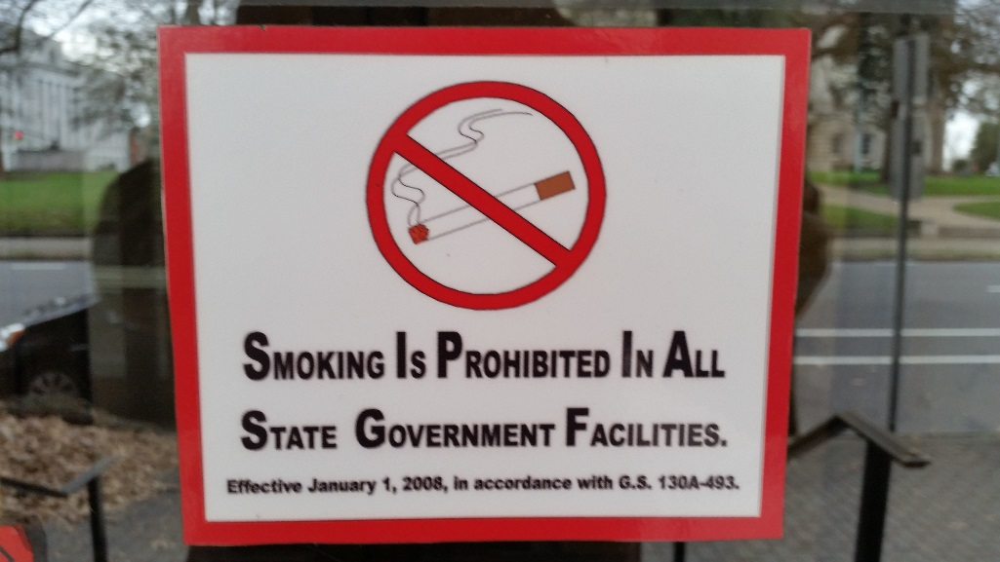 Smoking Is Prohibited In All
State Government Facilities.
Effective January 1, 2008, in accordance with G.S. 130A-493.